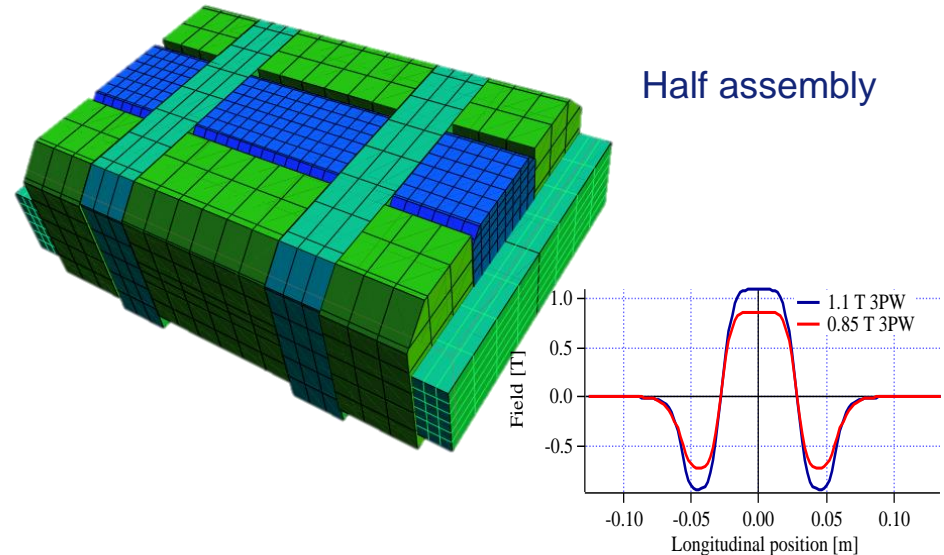 Half assembly
1.1 T 3PW
0.85 T 3PW
Field [T]
1.0
0.5
0.0
-0.5
-0.10 -0.05 0.00 0.05 0.10
Longitudinal position [m]